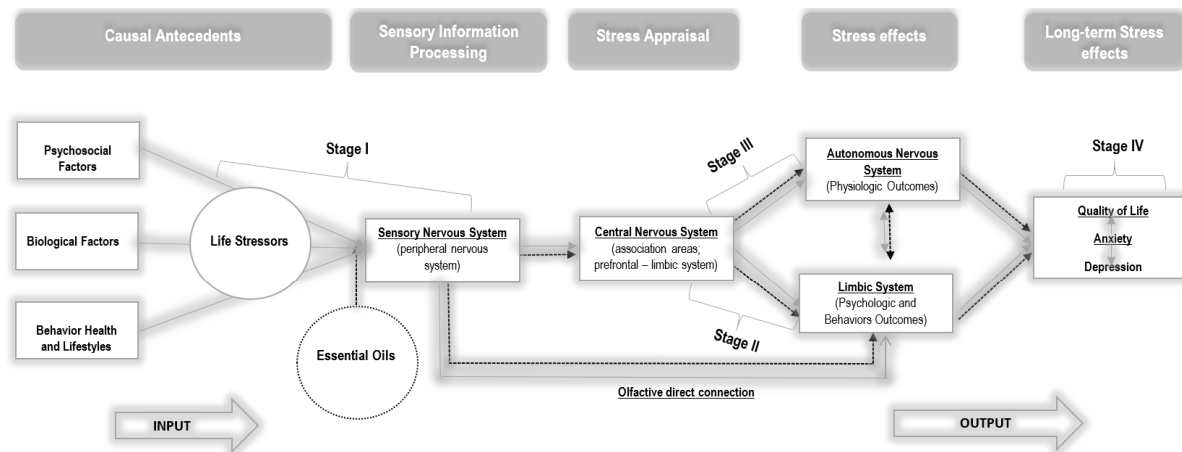 Causal Antecedents
Sensory Information
Processing
Stress Appraisal
Stress effects
Long-term Stress
effects
Psychosocial
Factors
Stage I
Biological Factors
Life Stressors
Behavior Health
and Lifestyles
Essential Oils
Sensory Nervous System
(peripheral nervous
system)
Central Nervous System
(association areas;
prefrontal – limbic system)
Stage III
Stage II
Autonomous Nervous
System
(Physiologic Outcomes)
Limbic System
(Psychologic and
Behaviors Outcomes)
Olfactive direct connection
Stage IV
Quality of Life
Anxiety
Depression
INPUT
OUTPUT